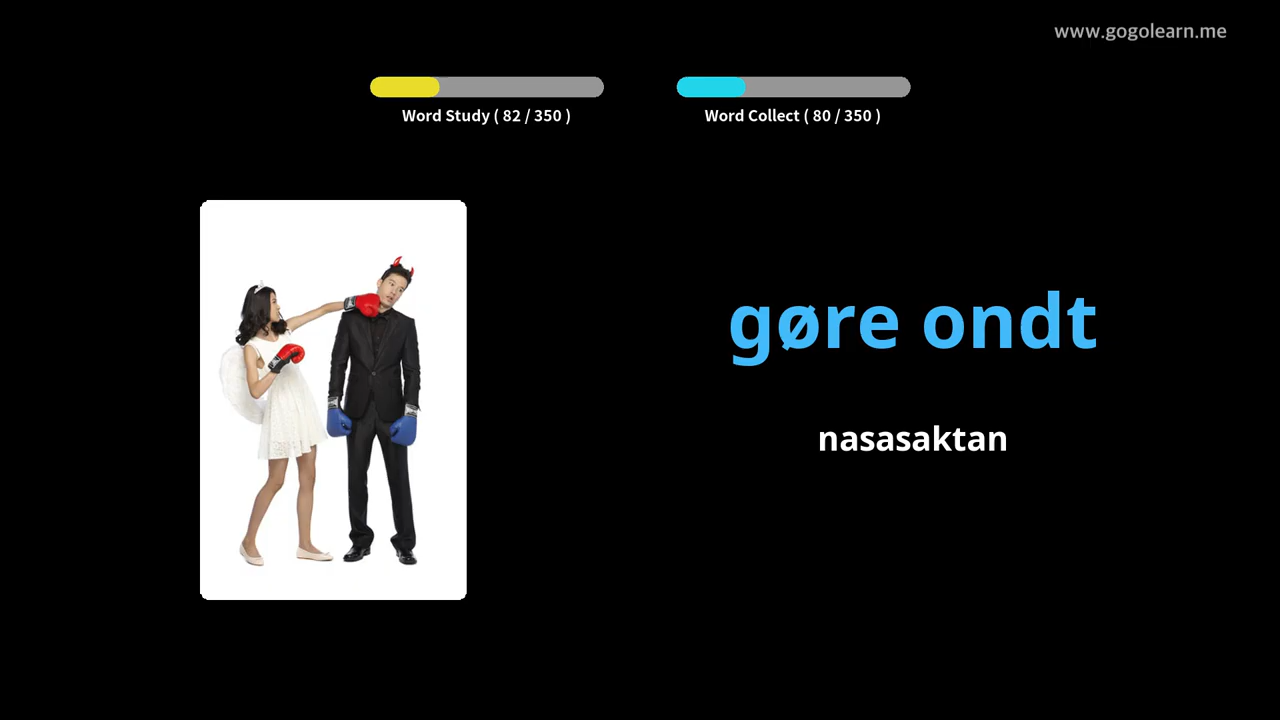 www.gogolearn.me
Word Study ( 82 / 350 )
Word Collect ( 80 / 350 )
gøre ondt
nasasaktan